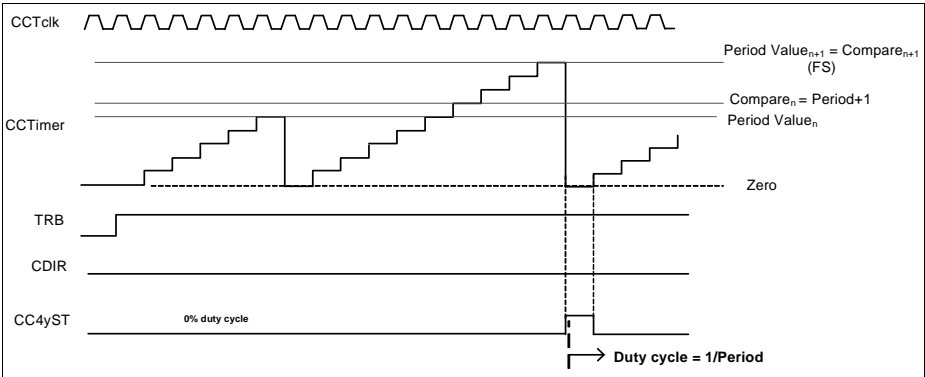 CCTclk
Period Valueₙ₊₁ = Compareₙ₊₁
(FS)
Compareₙ = Period+1
CCTimer
Period Valueₙ
Zero
TRB
CDIR
CC4yST
0% duty cycle
Duty cycle = 1/Period